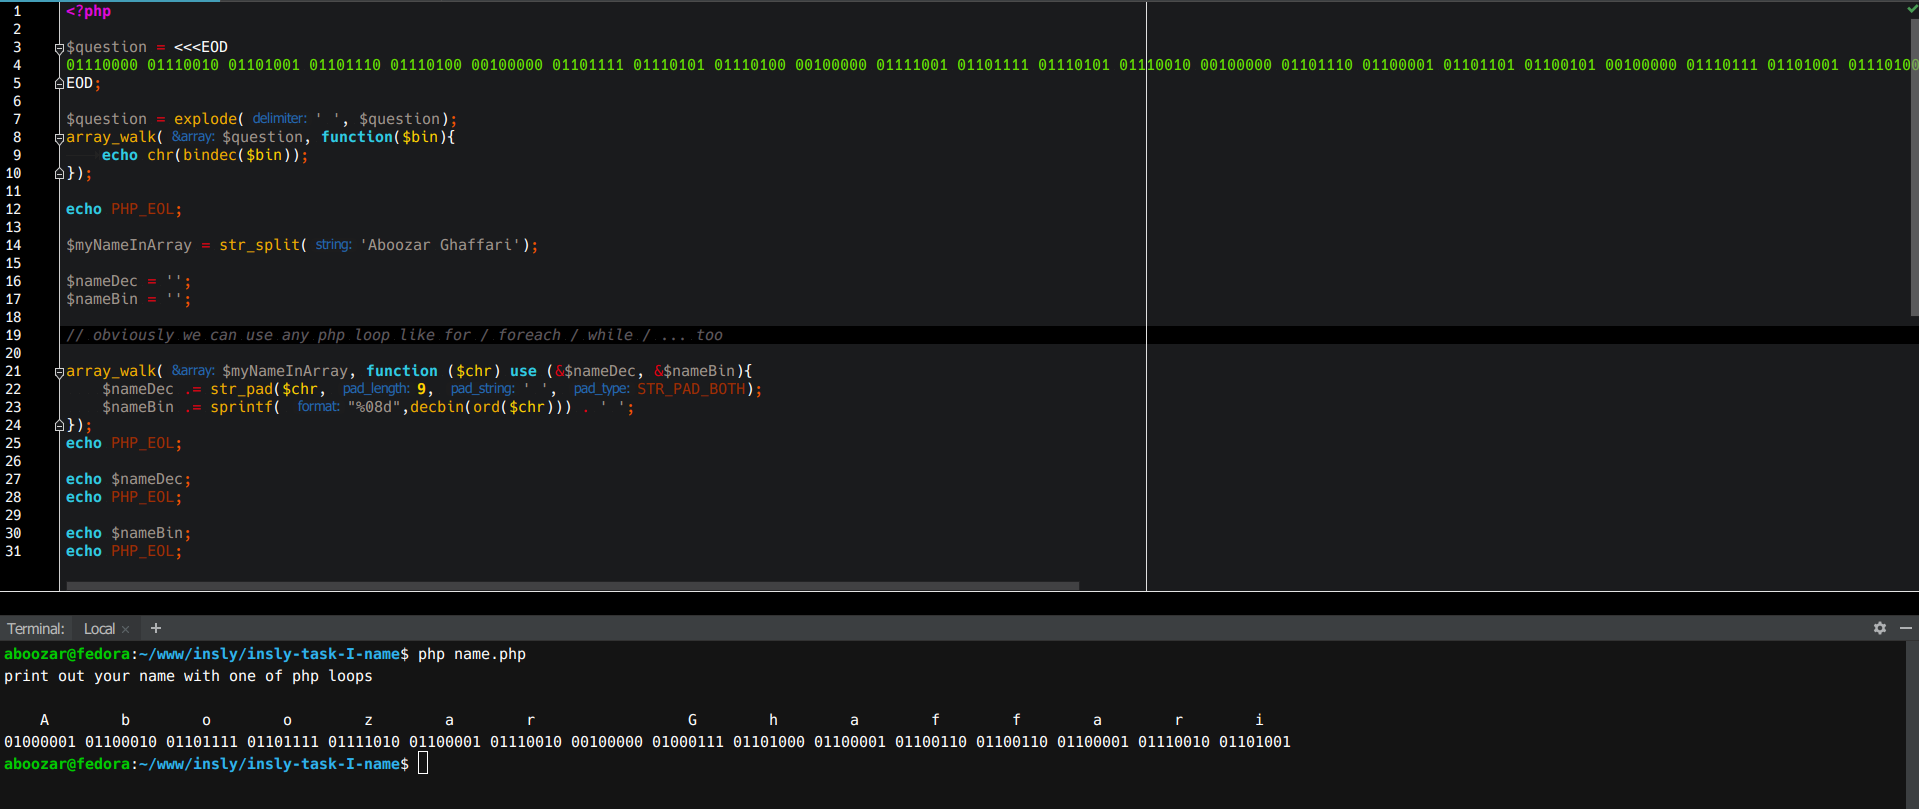 1 <?php
2
3 $question = <<<EOD
4 01110000 01110010 01101001 01101110 01110100 00100000 01101111 01110101 01110100 00100000 01111001 01101111 01110101 01110010 00100000 01101110 01100001 01101101 01100101 00100000 01110111 01101001 01110100
5 EOD;
6
7 $question = explode( delimiter: ' ', $question);
8 array_walk( &array: $question, function($bin){
9 echo chr(bindec($bin));
10 });
11
12 echo PHP_EOL;
13
14 $myNameInArray = str_split( string: 'Aboozar Ghaffari');
15
16 $nameDec = '';
17 $nameBin = '';
18
19 // obviously we can use any php loop like for / foreach / while / ... too
20
21 array_walk( &array: $myNameInArray, function ($chr) use (&$nameDec, &$nameBin){
22 $nameDec .= str_pad($chr, pad_length: 9, pad_string: ' ', pad_type: STR_PAD_BOTH);
23 $nameBin .= sprintf( format: "%08d",decbin(ord($chr))) . ' ';
24 });
25 echo PHP_EOL;
26
27 echo $nameDec;
28 echo PHP_EOL;
29
30 echo $nameBin;
31 echo PHP_EOL;
Terminal: Local × +
aboozar@fedora:~/www/insly/insly-task-I-name$ php name.php
print out your name with one of php loops
A b o o z a r G h a f f a r i
01000001 01100010 01101111 01101111 01111010 01100001 01110010 00100000 01000111 01101000 01100001 01100110 01100110 01100001 01110010 01101001
aboozar@fedora:~/www/insly/insly-task-I-name$